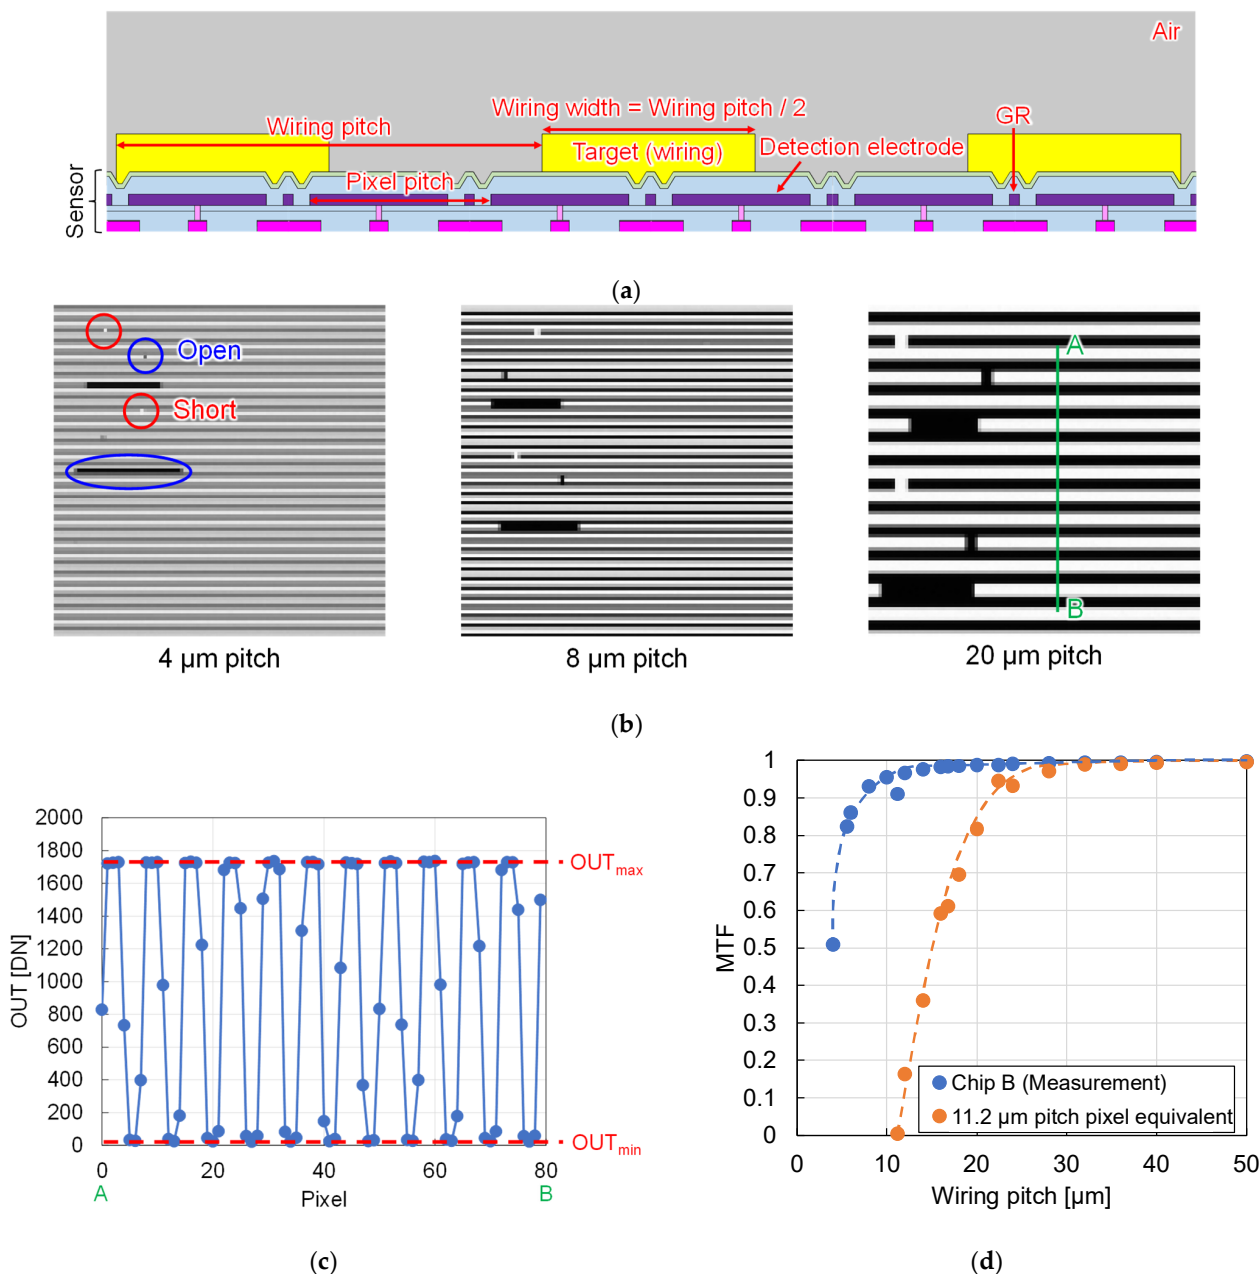 Air
Wiring width = Wiring pitch / 2
GR
Wiring pitch
Target (wiring)
Detection electrode
Pixel pitch
Sensor
(a)
Open
Short
A
B
4 µm pitch
8 µm pitch
20 µm pitch
(b)
2000
1800
1600
1400
1200
1000
800
600
400
200
0
OUT [DN]
OUTmax
OUTmin
0 20 40 60 80
A
Pixel
B
(c)
1
0.9
0.8
0.7
0.6
0.5
0.4
0.3
0.2
0.1
0
MTF
Chip B (Measurement)
11.2 µm pitch pixel equivalent
0 10 20 30 40 50
Wiring pitch [µm]
(d)